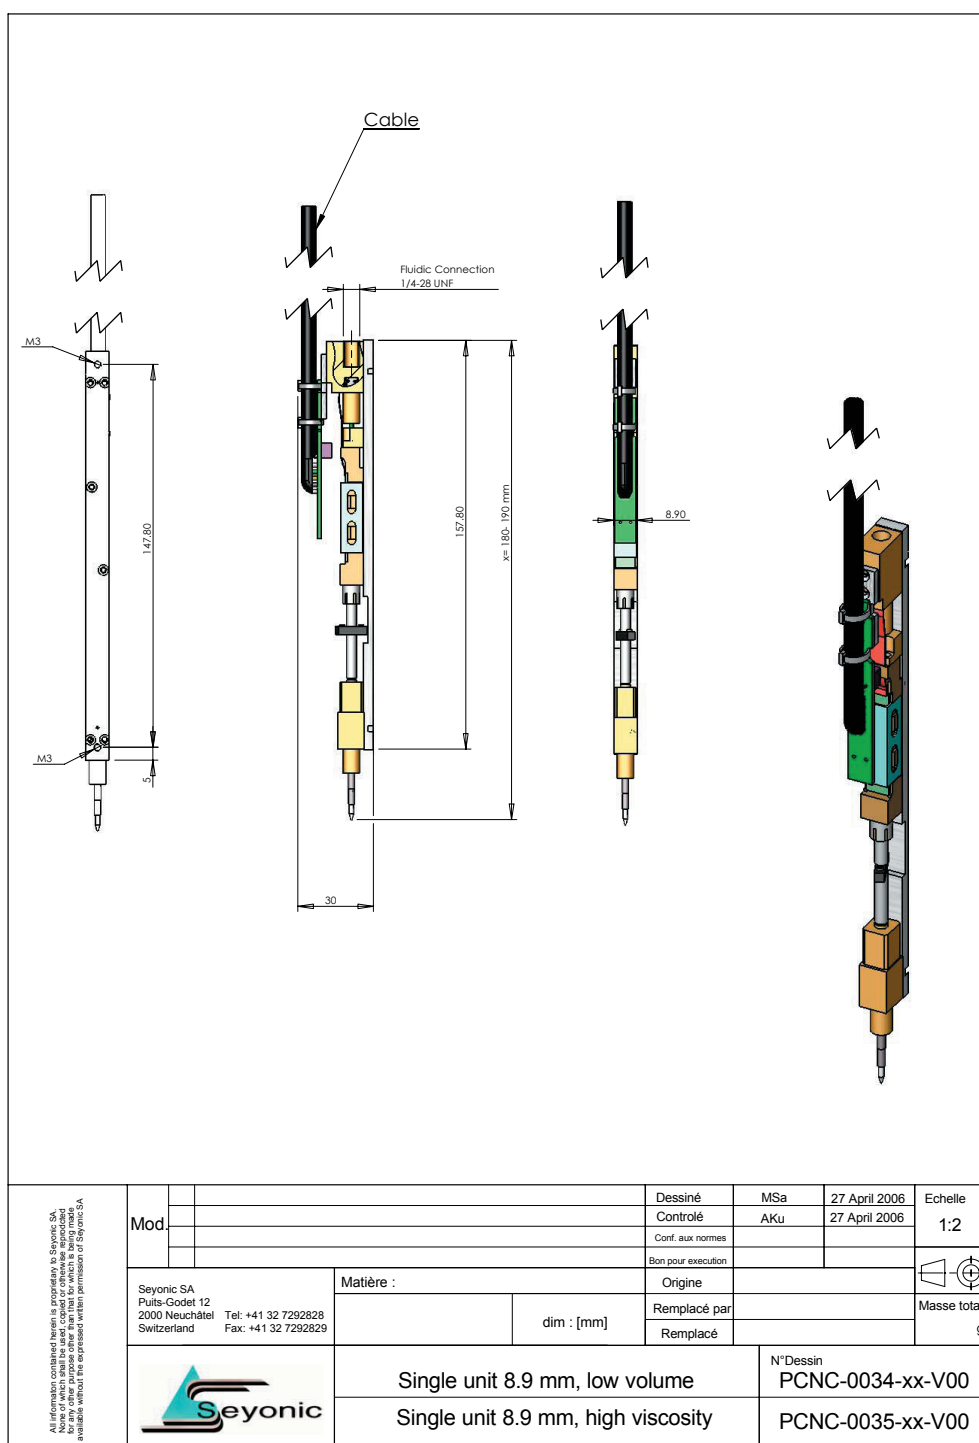 Cable
Fluidic Connection
1/4-28 UNF
M3
147.80
157.80
x= 180- 190 mm
8.90
M3
5
30
All informaton contained herein is proprietary to Seyonic SA.
None of which shall be used, copied or otherwise reprodcted
for any other purpose other than that for which is being made
available without the expressed written permission of Seyonic SA
Mod.
Dessiné MSa 27 April 2006
Controlé AKu 27 April 2006
Conf. aux normes
Bon pour execution
Echelle
1:2
Seyonic SA
Puits-Godet 12
2000 Neuchâtel Tel: +41 32 7292828
Switzerland Fax: +41 32 7292829
Matière :
dim : [mm]
Origine
Remplacé par
Remplacé
Masse tota
Seyonic
Single unit 8.9 mm, low volume
Single unit 8.9 mm, high viscosity
N°Dessin
PCNC-0034-xx-V00
PCNC-0035-xx-V00